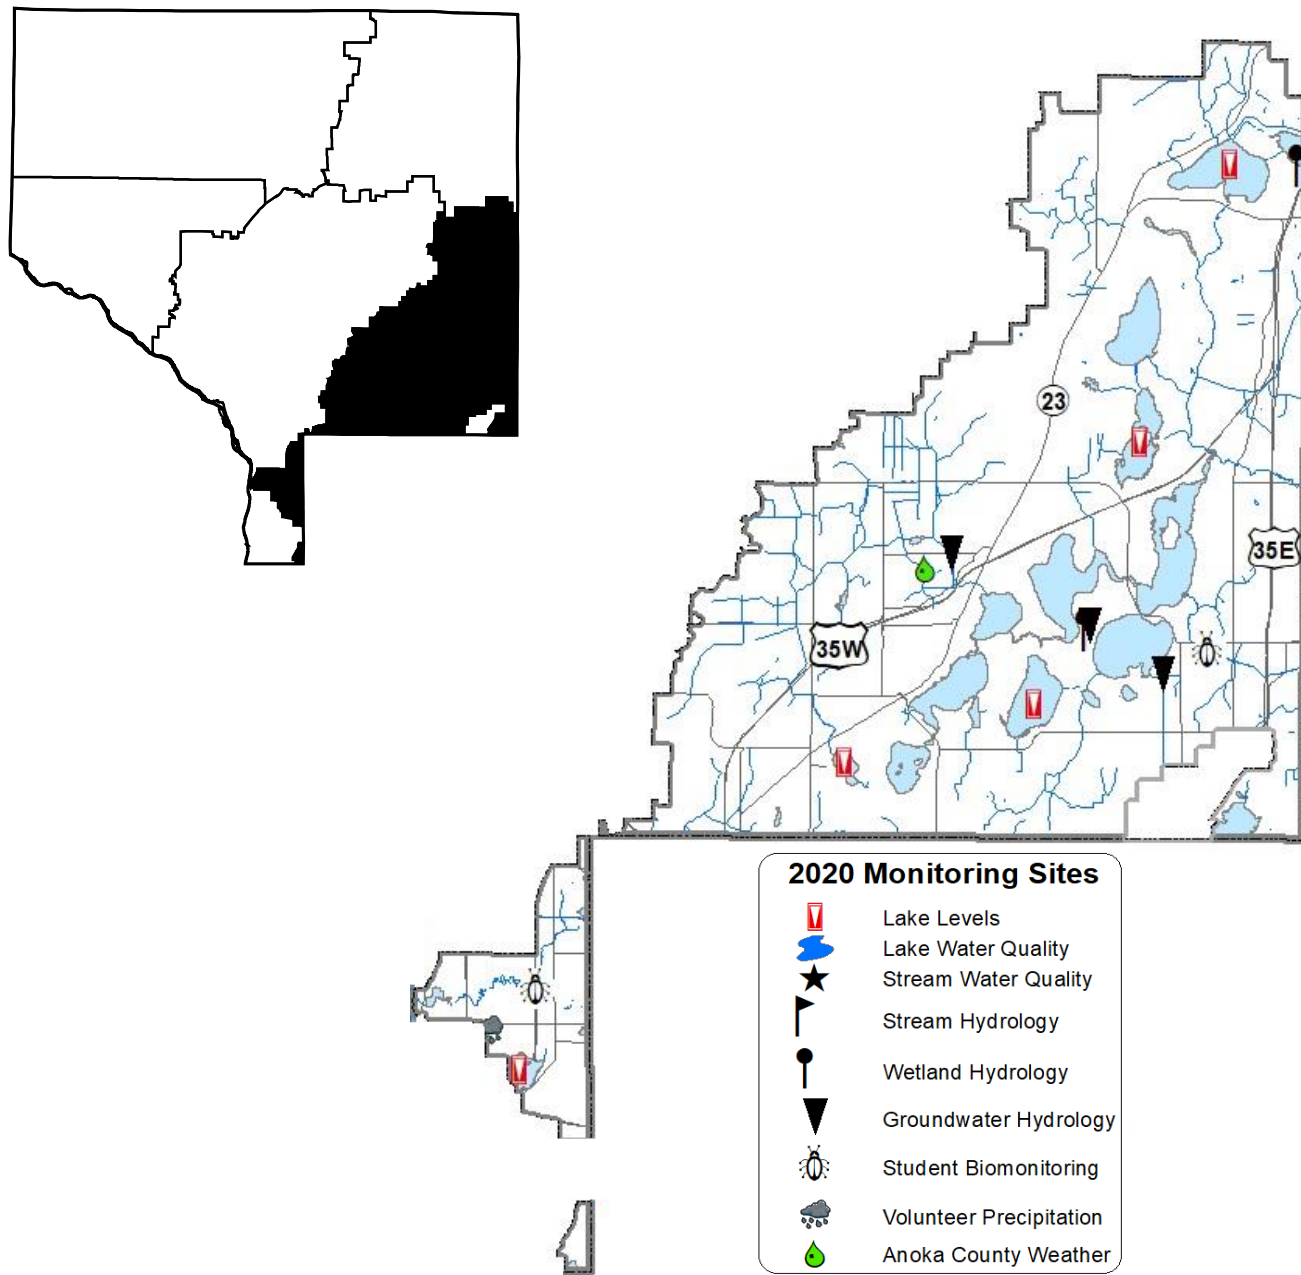 23
35E
35W
2020 Monitoring Sites
Lake Levels
Lake Water Quality
Stream Water Quality
Stream Hydrology
Wetland Hydrology
Groundwater Hydrology
Student Biomonitoring
Volunteer Precipitation
Anoka County Weather